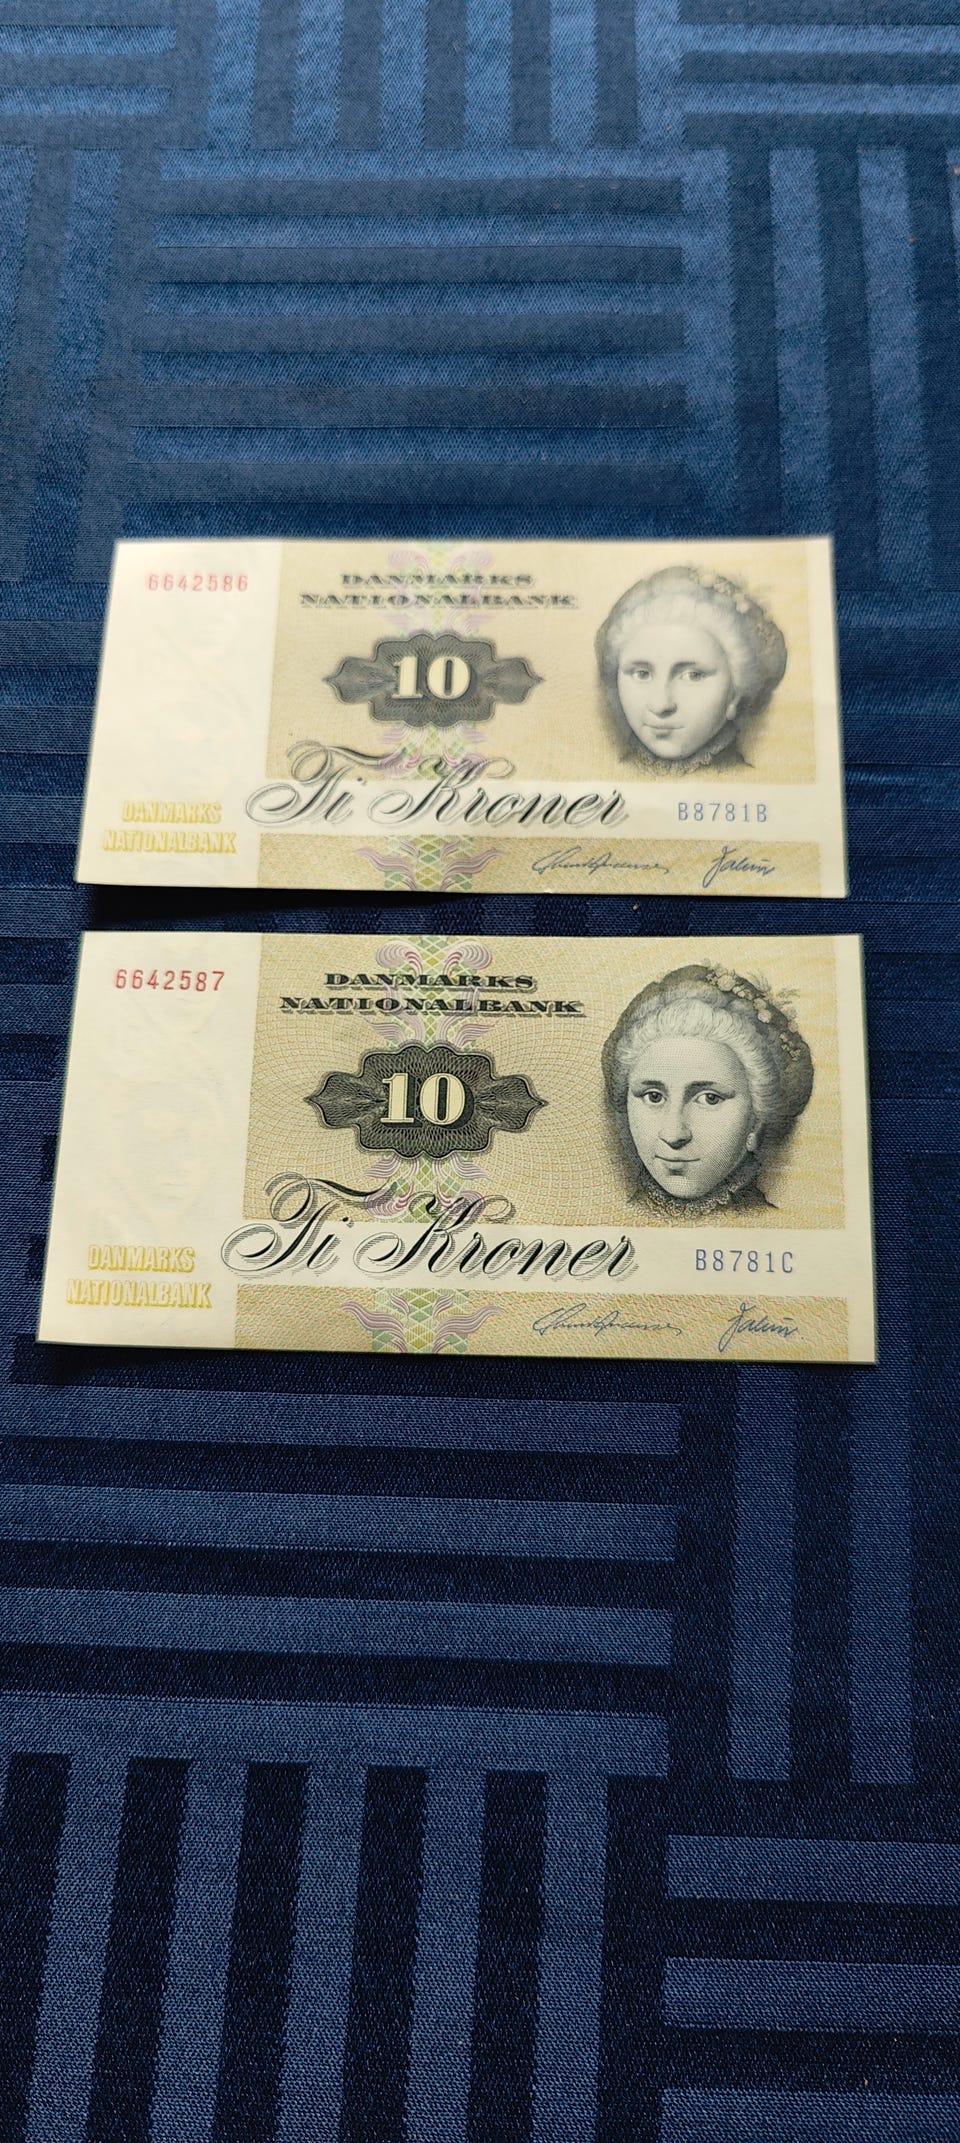 6642586
DANMARKS
NATIONALBANK
10
Ti Kroner
B8781B
DANMARKS
NATIONALBANK
6642587
DANMARKS
NATIONALBANK
10
Ti Kroner
B8781C
DANMARKS
NATIONALBANK